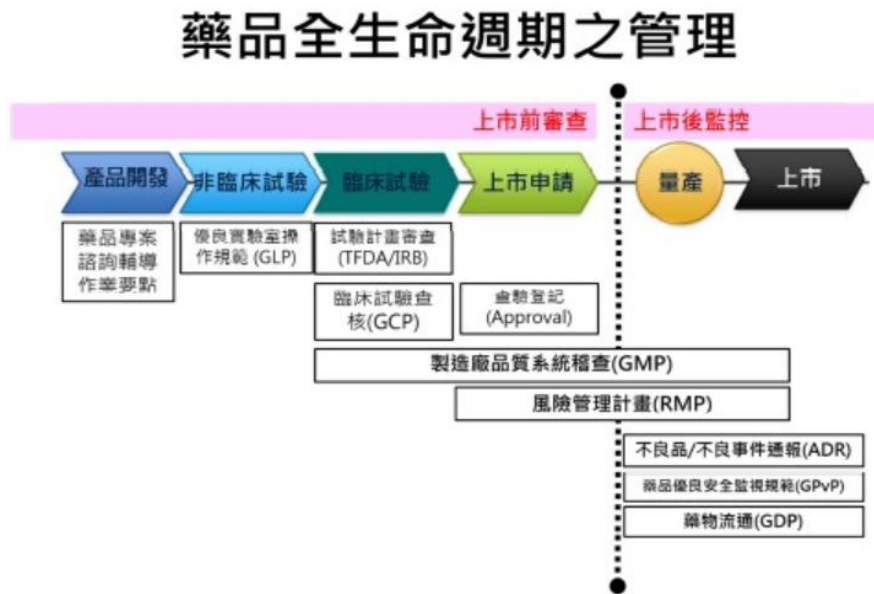 藥品全生命週期之管理
上市前審查
上市後監控
產品開發
非臨床試驗
臨床試驗
上市申請
量產
上市
藥品專案
諮詢輔導
作業要點
優良實驗室操
作規範 (GLP)
試驗計畫審查
(TFDA/IRB)
臨床試驗查
核(GCP)
查驗登記
(Approval)
製造廠品質系統稽查(GMP)
風險管理計畫(RMP)
不良品/不良事件通報(ADR)
藥品優良安全監視規範(GPvP)
藥物流通(GDP)